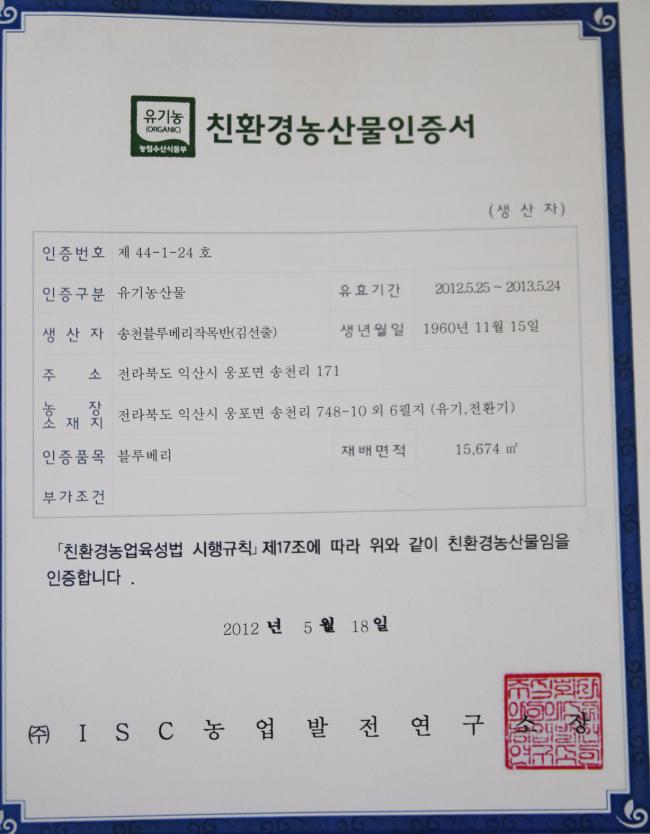 유기농
(ORGANIC)
농림수산식품부
친환경농산물인증서
(생 산 자)
인증번호 제 44-1-24 호
인증구분 유기농산물 유효기간 2012.5.25 ~ 2013.5.24
생 산 자 송천블루베리작목반(김선출) 생년월일 1960년 11월 15일
주 소 전라북도 익산시 웅포면 송천리 171
농 장
소 재 지 전라북도 익산시 웅포면 송천리 748-10 외 6필지 (유기,전환기)
인증품목 블루베리 재배면적 15,674 ㎡
부가조건
「친환경농업육성법 시행규칙」제17조에 따라 위와 같이 친환경농산물임을
인증합니다 .
2012 년 5 월 18 일
㈜ I S C 농 업 발 전 연 구 소 장